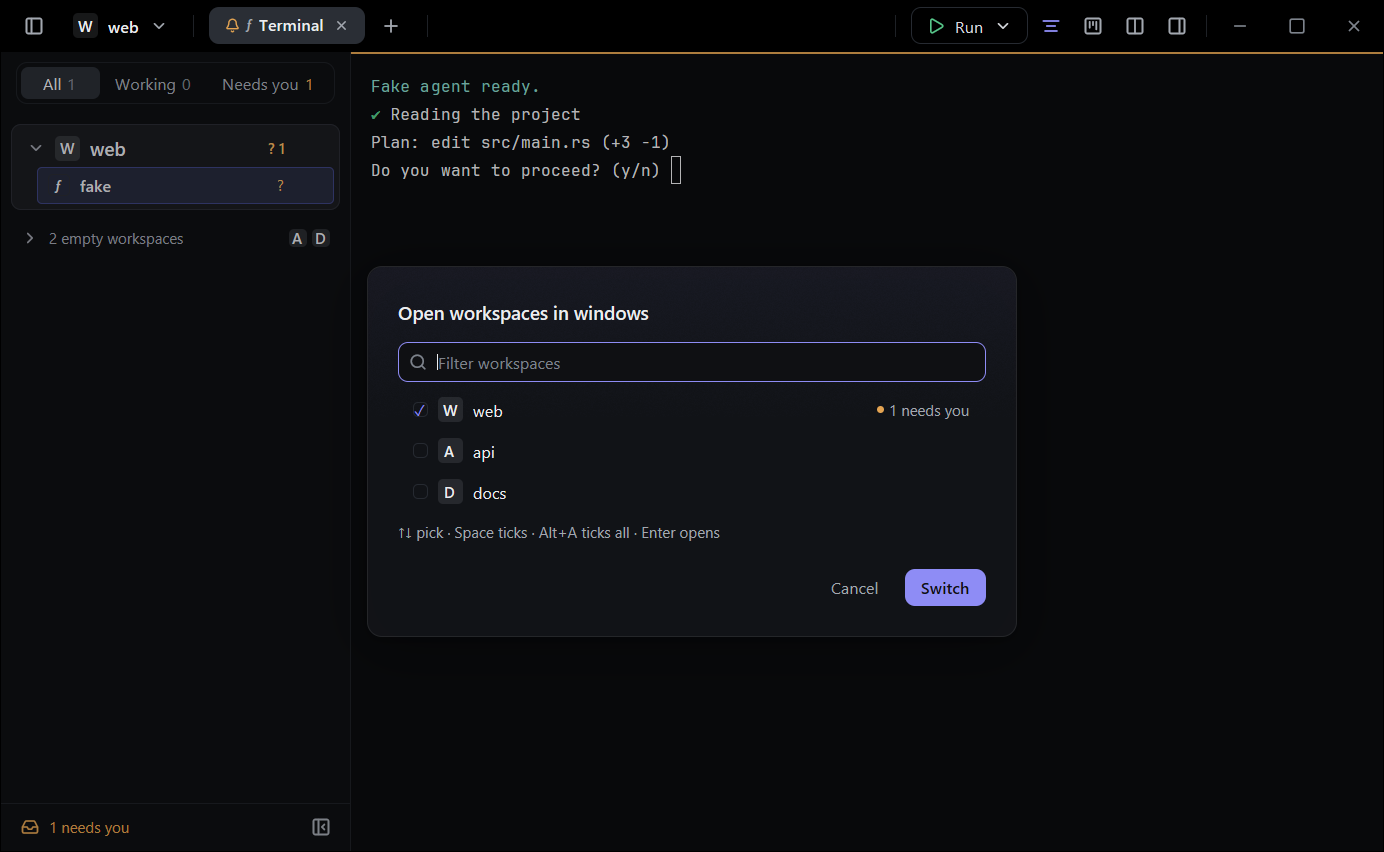 W web
f Terminal
Run
All 1 Working 0 Needs you 1
W web ? 1
f fake ?
2 empty workspaces A D
Fake agent ready.
✔ Reading the project
Plan: edit src/main.rs (+3 -1)
Do you want to proceed? (y/n)
Open workspaces in windows
Filter workspaces
W web 1 needs you
A api
D docs
↑↓ pick · Space ticks · Alt+A ticks all · Enter opens
Cancel Switch
1 needs you